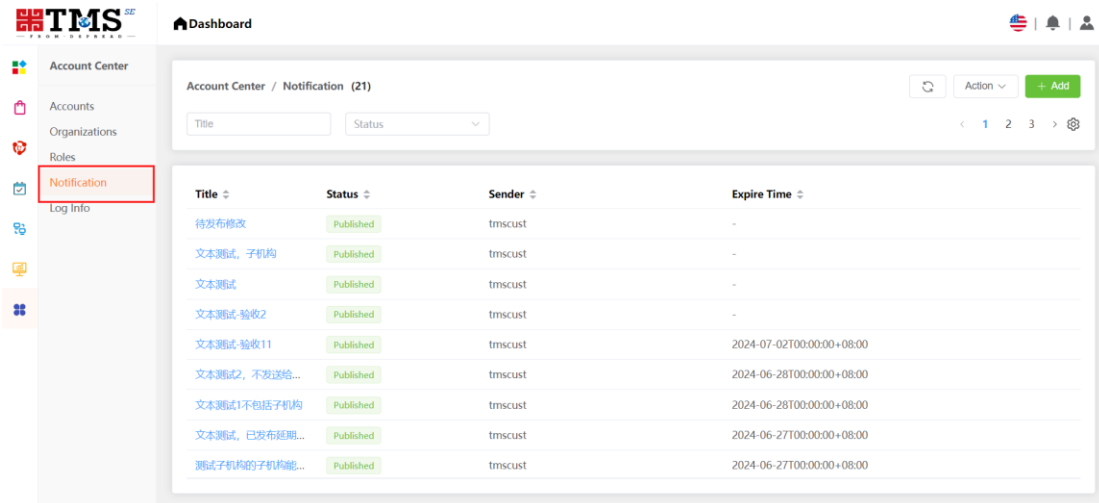 TMS SE
FROM · DSPREAD
Dashboard
Account Center
Accounts
Organizations
Roles
Notification
Log Info
Account Center / Notification (21)
Action
+ Add
Title
Status
1 2 3
Title Status Sender Expire Time
待发布修改 Published tmscust -
文本测试，子机构 Published tmscust -
文本测试 Published tmscust -
文本测试-验收2 Published tmscust -
文本测试-验收11 Published tmscust 2024-07-02T00:00:00+08:00
文本测试2，不发送给... Published tmscust 2024-06-28T00:00:00+08:00
文本测试1不包括子机构 Published tmscust 2024-06-28T00:00:00+08:00
文本测试，已发布延期... Published tmscust 2024-06-27T00:00:00+08:00
测试子机构的子机构能... Published tmscust 2024-06-27T00:00:00+08:00